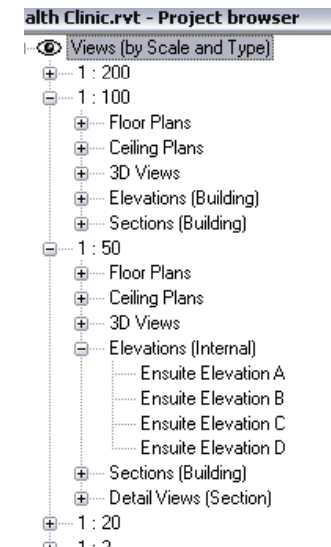 alth Clinic.rvt - Project browser
Views (by Scale and Type)
1 : 200
1 : 100
Floor Plans
Ceiling Plans
3D Views
Elevations (Building)
Sections (Building)
1 : 50
Floor Plans
Ceiling Plans
3D Views
Elevations (Internal)
Ensuite Elevation A
Ensuite Elevation B
Ensuite Elevation C
Ensuite Elevation D
Sections (Building)
Detail Views (Section)
1 : 20